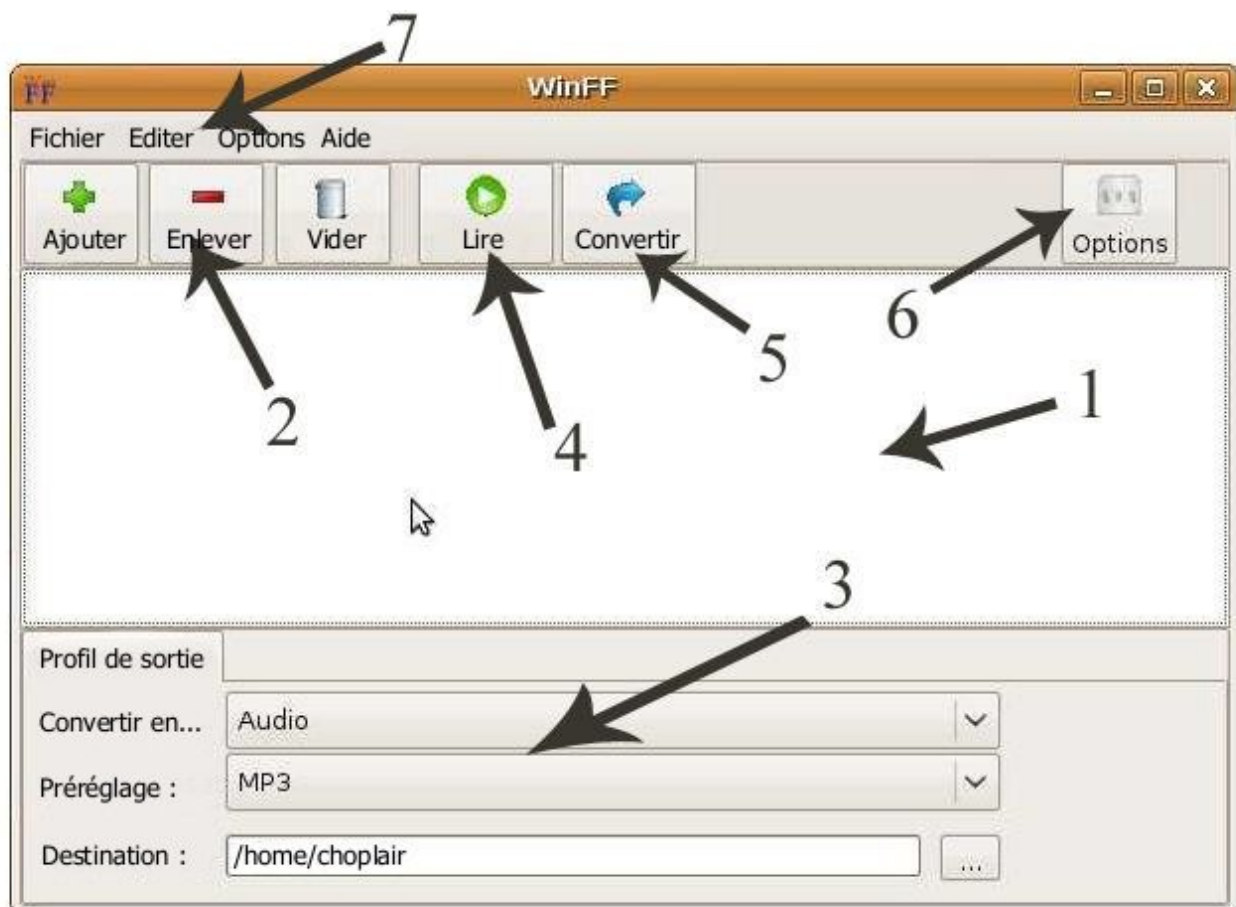 7
FF WinFF
Fichier Editer Options Aide
Ajouter Enlever Vider Lire Convertir Options
6
5
1
2
4
3
Profil de sortie
Convertir en... Audio
Préréglage : MP3
Destination : /home/choplair ...